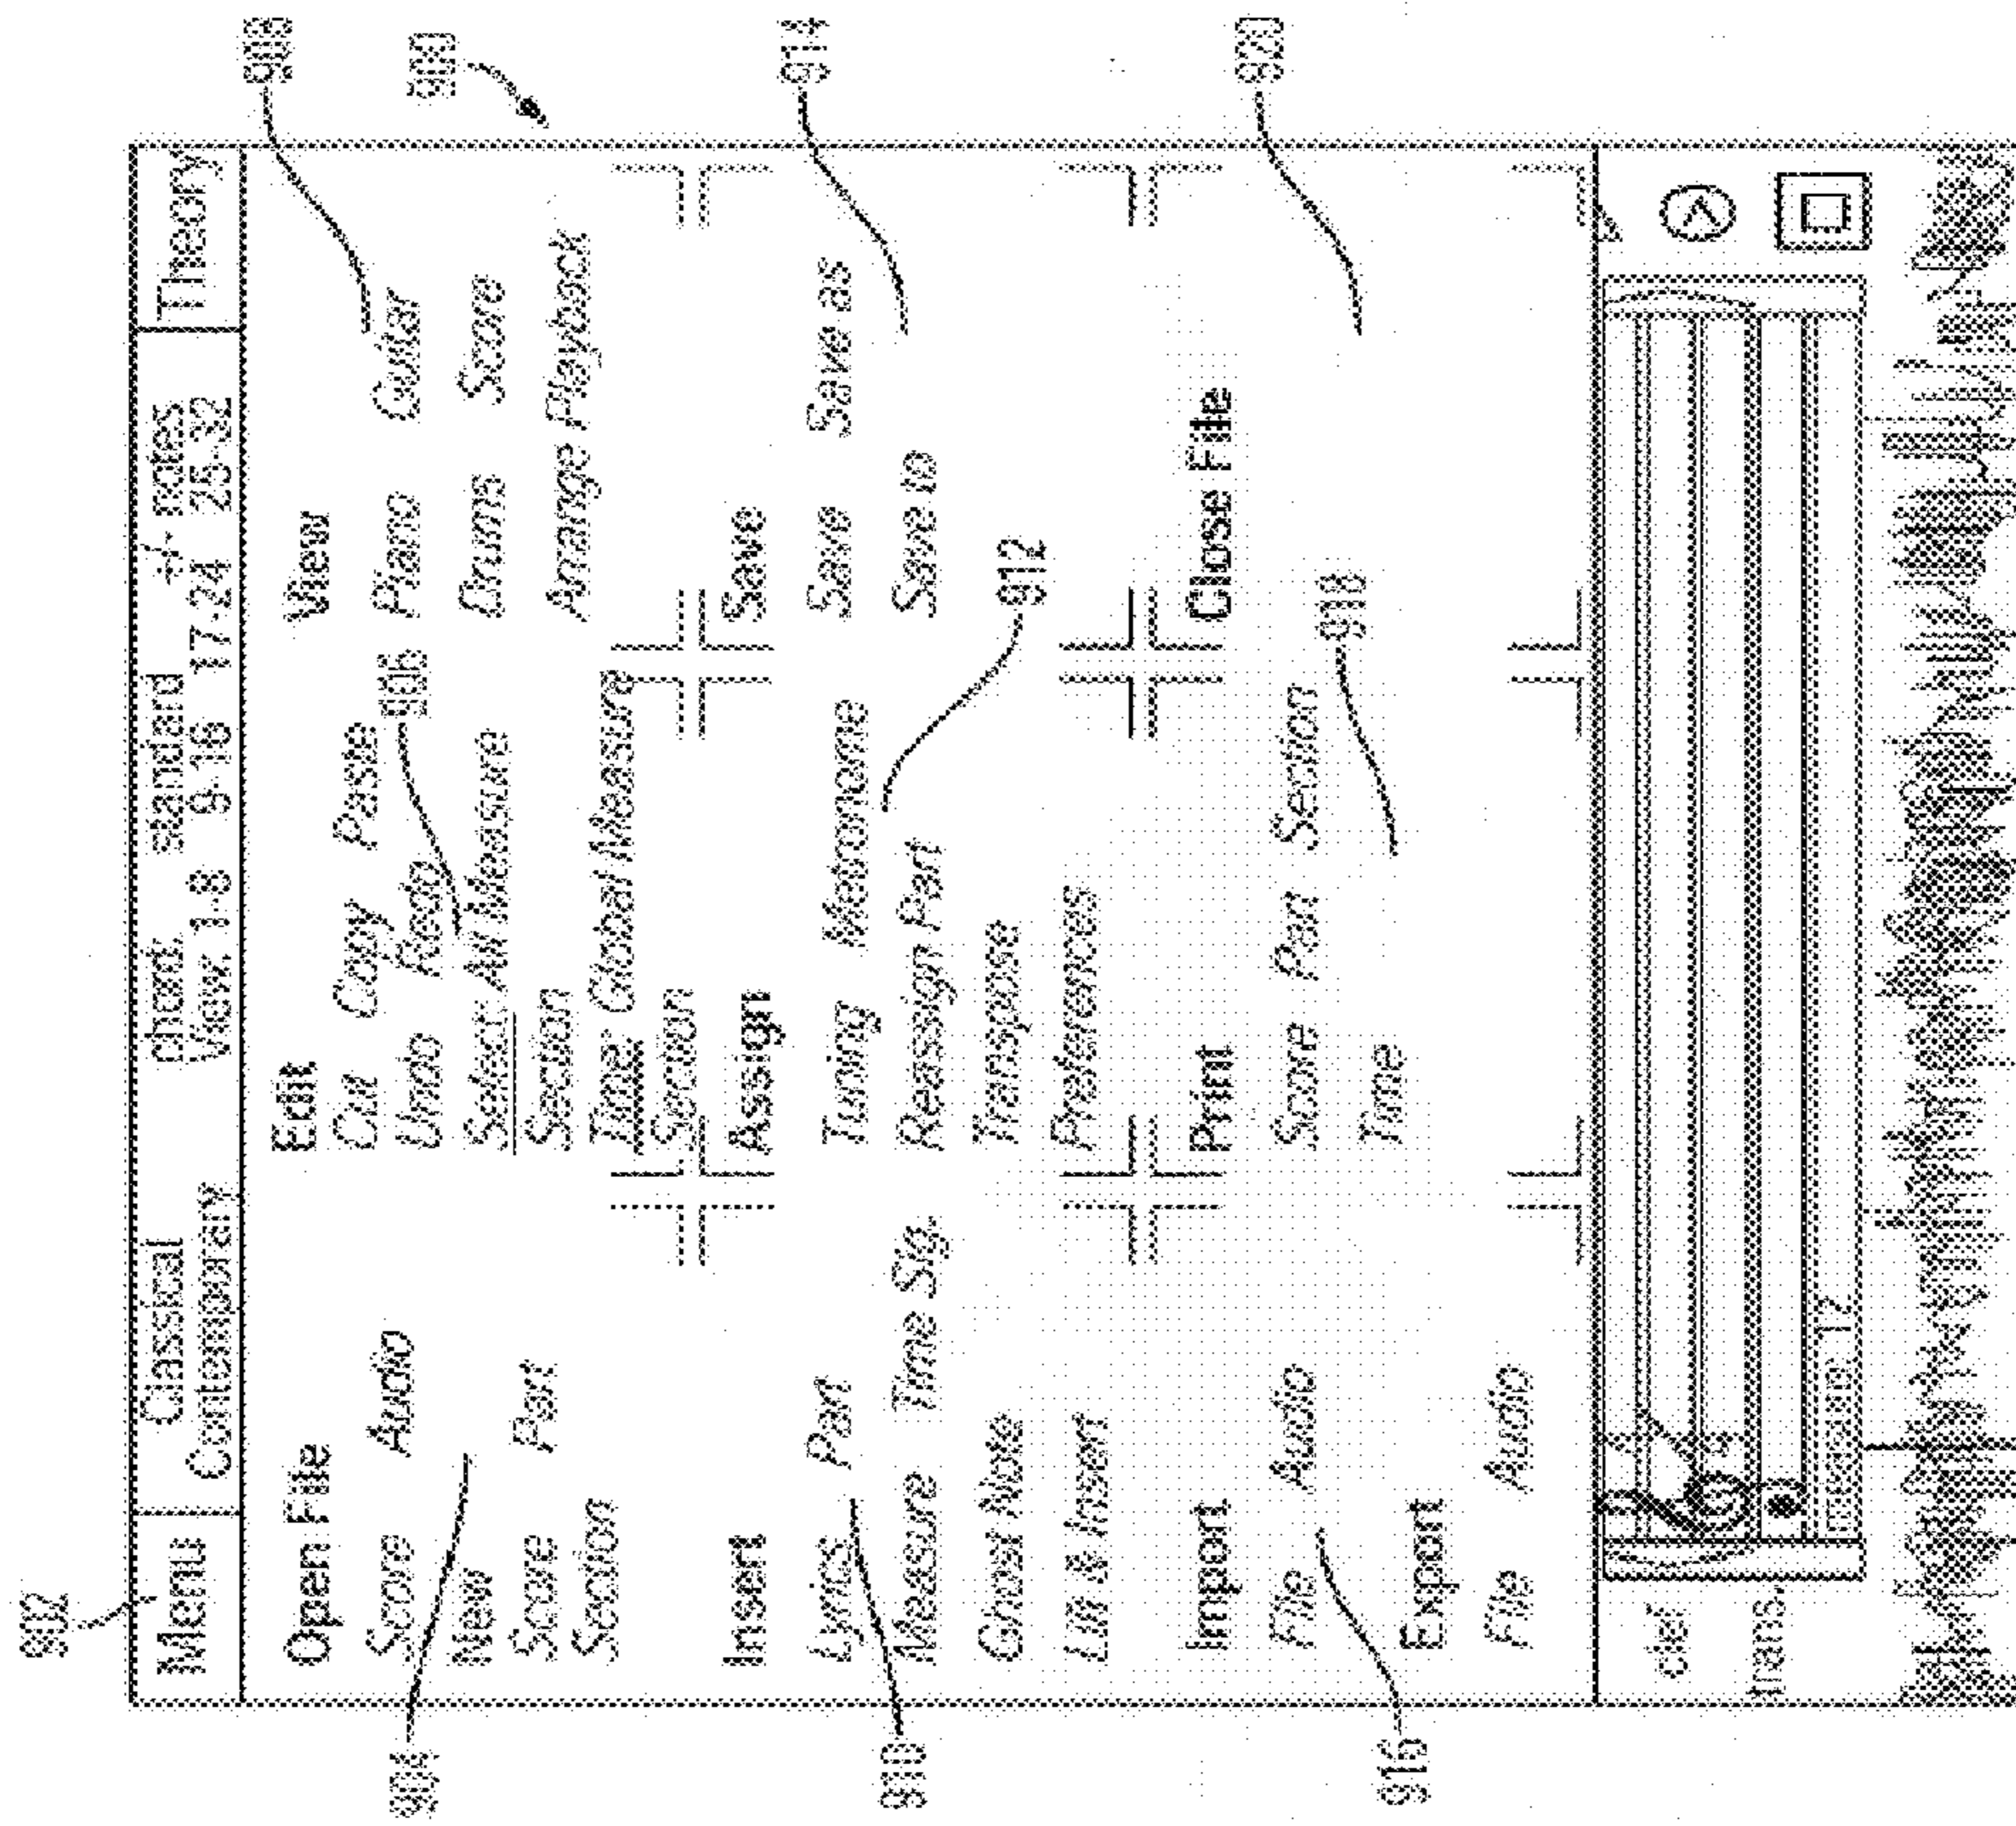 902
Menu
Classical
Contemporary
chord: standard +/- notes
View: 1-8 9-16 17-24 25-32
Theory
908
900
Open File
Score Audio
New
Score Part
Section
904
Edit
Cut Copy Paste
Undo Redo
Select: All Measure
Section
Time: Global Measure
Section
906
View
Piano Guitar
Drums Score
Arrange Playback
Insert
Lyrics Part
Measure Time Sig.
Ghost Note
910
Assign
Tuning Metronome
Reassign Part
Transpose
Preferences
912
Save
Save Save as
Save to
914
Import
File Audio
Export
File Audio
916
Print
Score Part Section
Time
918
Close File
920
clef
trans.
measure 12